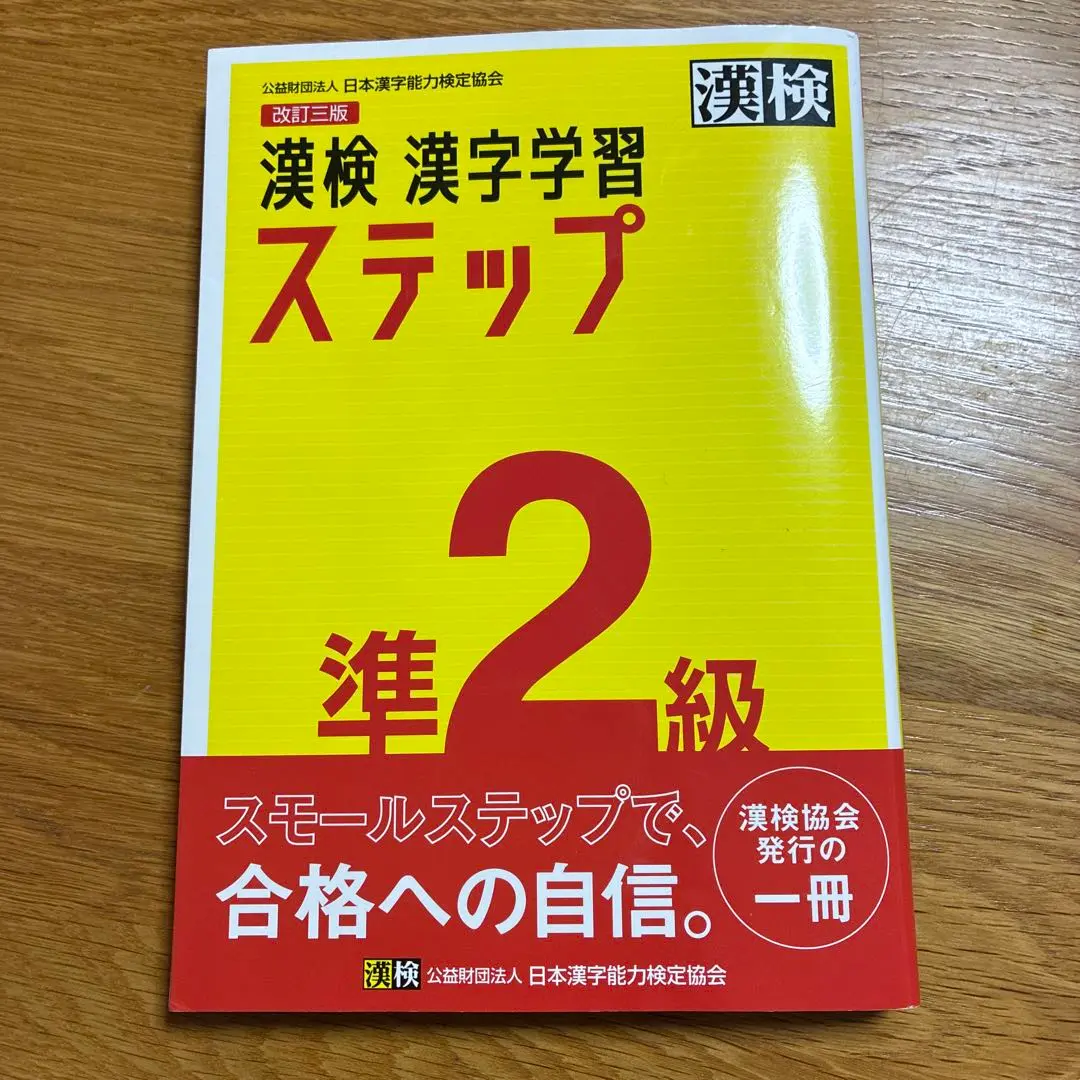 公益財団法人 日本漢字能力検定協会
漢検
改訂三版
漢検 漢字学習
ステップ
準2級
スモールステップで、
合格への自信。
漢検協会
発行の
一冊
漢検 公益財団法人 日本漢字能力検定協会